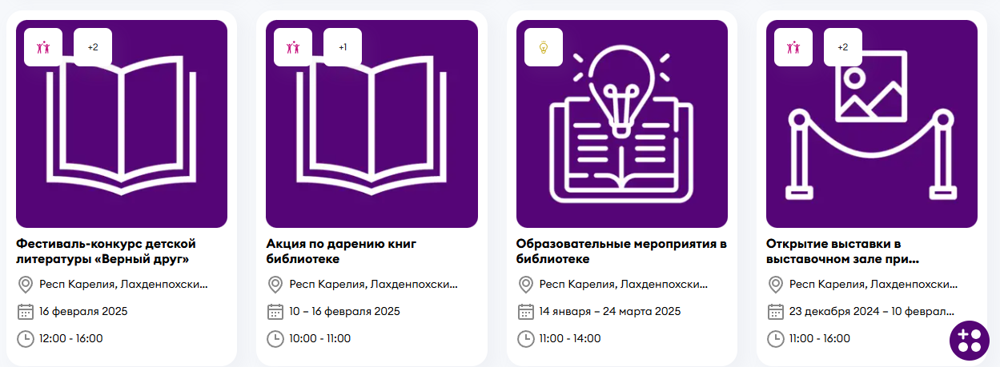 +2
Фестиваль-конкурс детской
литературы «Верный друг»
Респ Карелия, Лахденпохски...
16 февраля 2025
12:00 - 16:00
+1
Акция по дарению книг
библиотеке
Респ Карелия, Лахденпохски...
10 – 16 февраля 2025
10:00 - 11:00
Образовательные мероприятия в
библиотеке
Респ Карелия, Лахденпохски...
14 января – 24 марта 2025
11:00 - 14:00
+2
Открытие выставки в
выставочном зале при...
Респ Карелия, Лахденпохски...
23 декабря 2024 – 10 феврал...
11:00 - 16:00